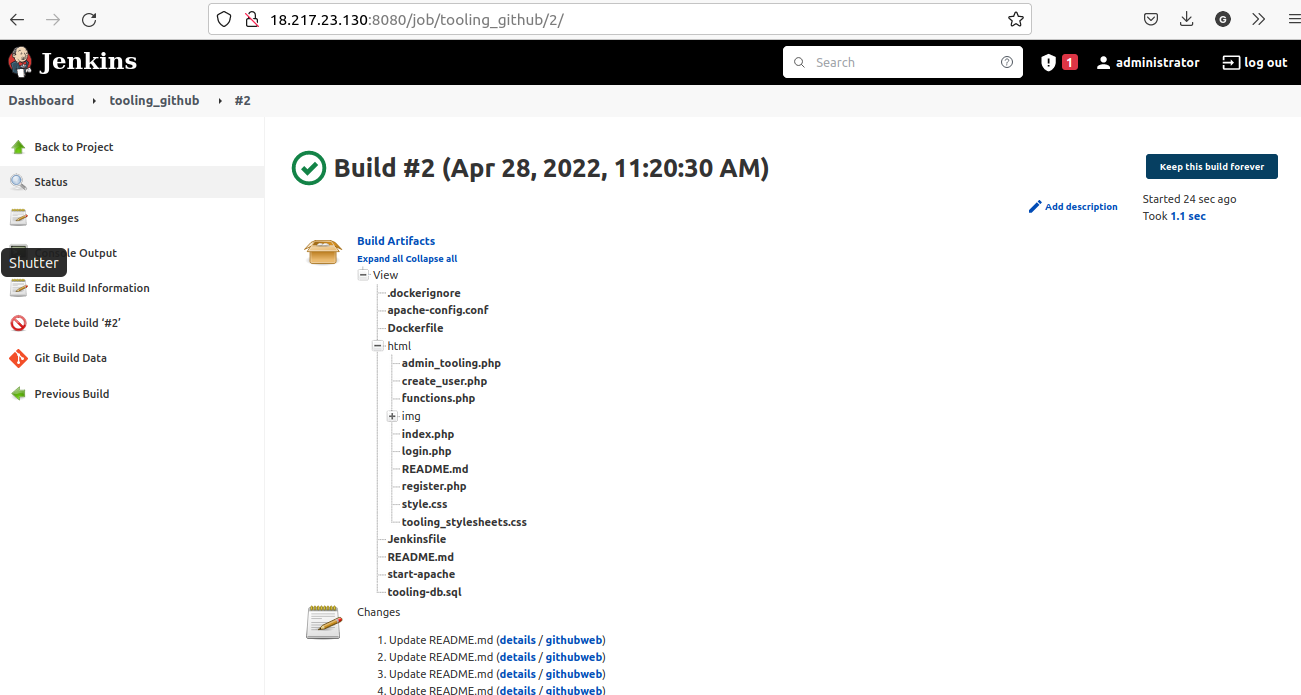 18.217.23.130:8080/job/tooling_github/2/
G
Jenkins
Search
1
administrator
log out
Dashboard
tooling_github
#2
Back to Project
Status
Changes
Output
Shutter
Edit Build Information
Delete build ‘#2’
Git Build Data
Previous Build
Build #2 (Apr 28, 2022, 11:20:30 AM)
Keep this build forever
Add description
Started 24 sec ago
Took 1.1 sec
Build Artifacts
Expand all Collapse all
View
.dockerignore
apache-config.conf
Dockerfile
html
admin_tooling.php
create_user.php
functions.php
img
index.php
login.php
README.md
register.php
style.css
tooling_stylesheets.css
Jenkinsfile
README.md
start-apache
tooling-db.sql
Changes
1. Update README.md (details / githubweb)
2. Update README.md (details / githubweb)
3. Update README.md (details / githubweb)
4. Update README.md (details / githubweb)